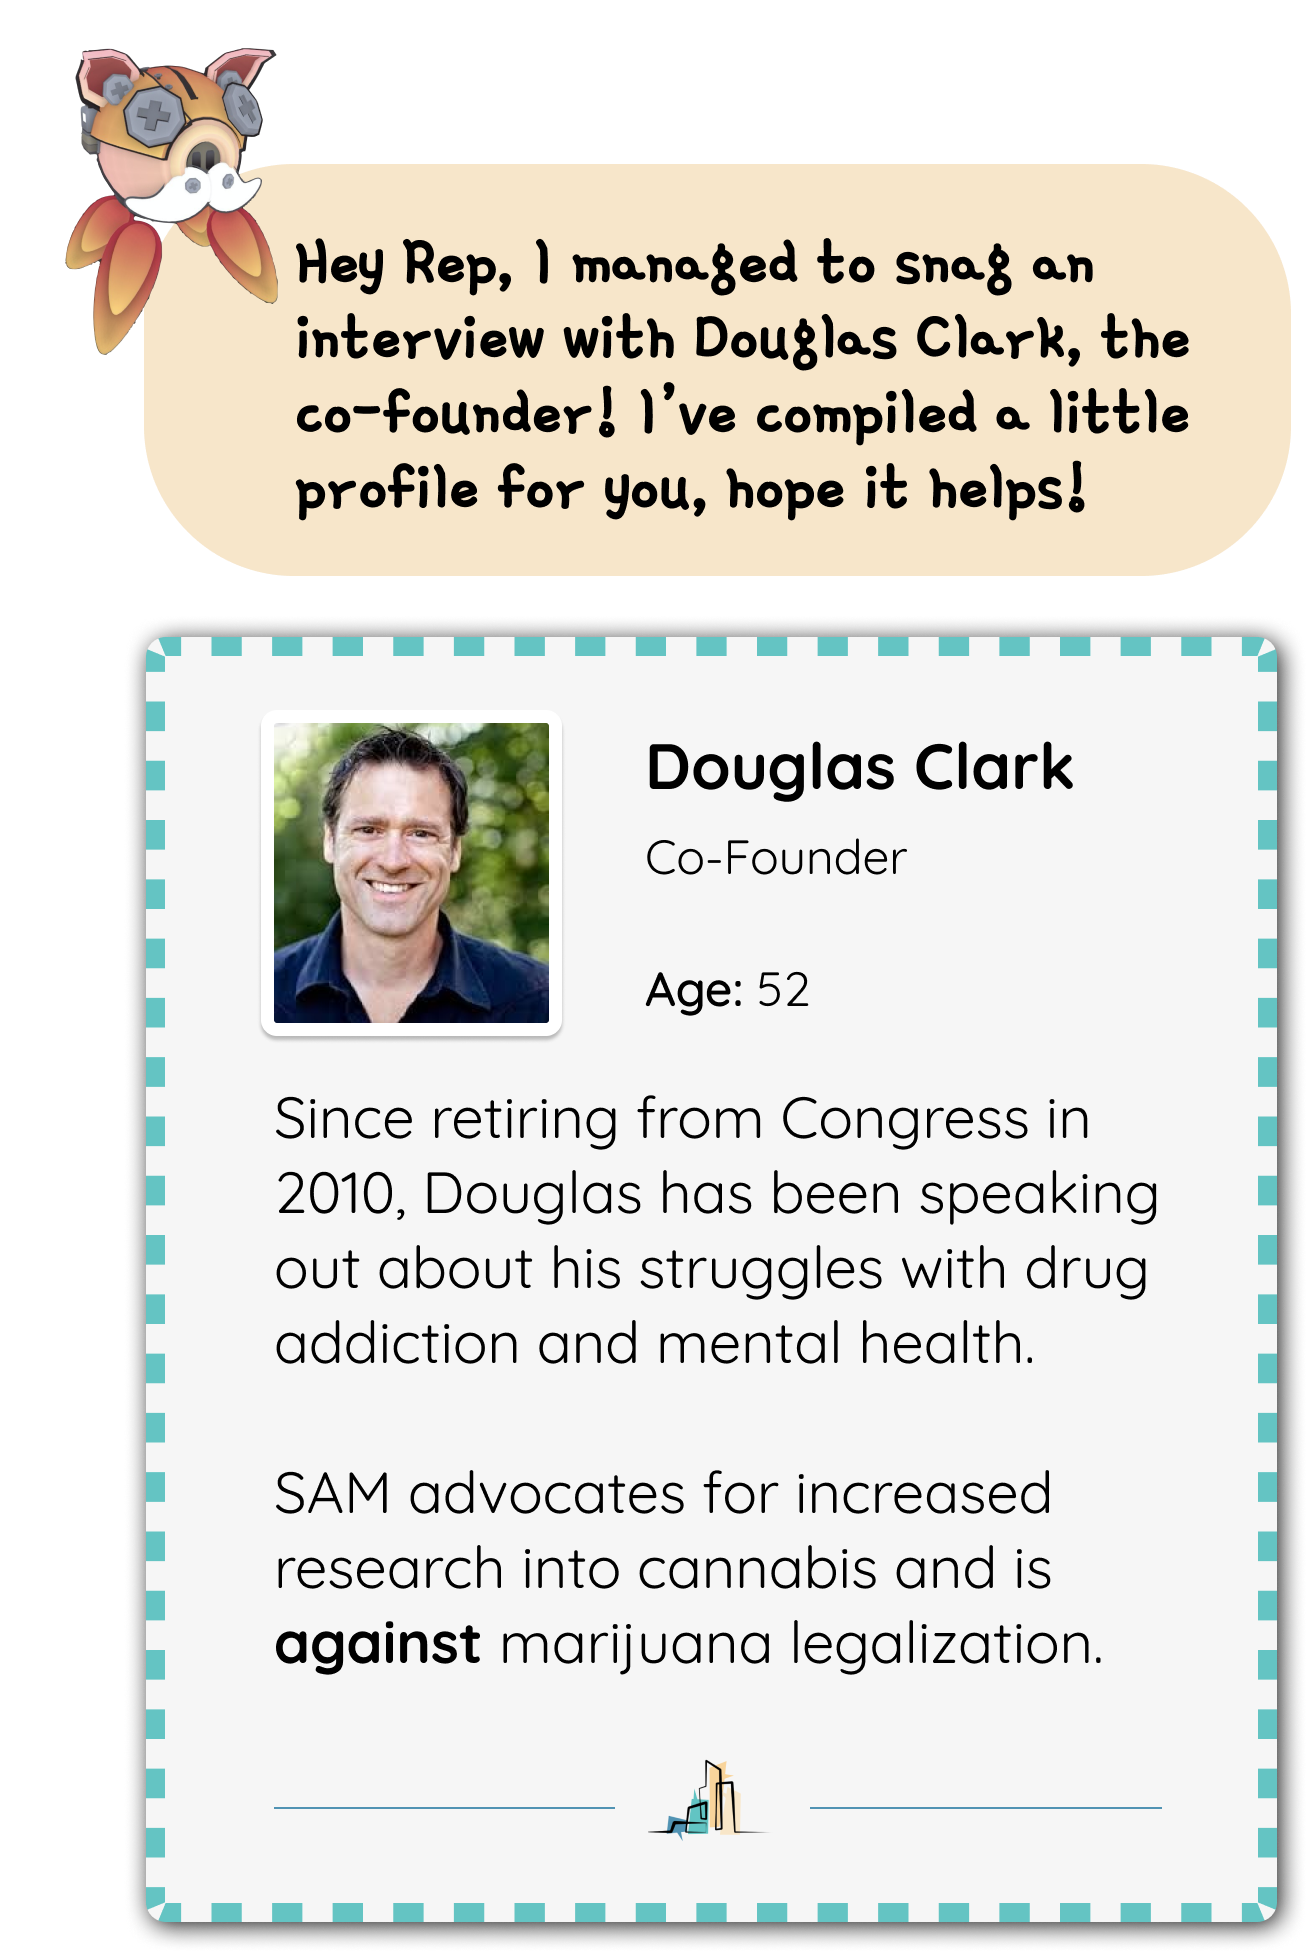 Hey Rep, I managed to snag an
interview with Douglas Clark, the
co-founder! I've compiled a little
profile for you, hope it helps!
Douglas Clark
Co-Founder
Age: 52
Since retiring from Congress in
2010, Douglas has been speaking
out about his struggles with drug
addiction and mental health.
SAM advocates for increased
research into cannabis and is
against marijuana legalization.